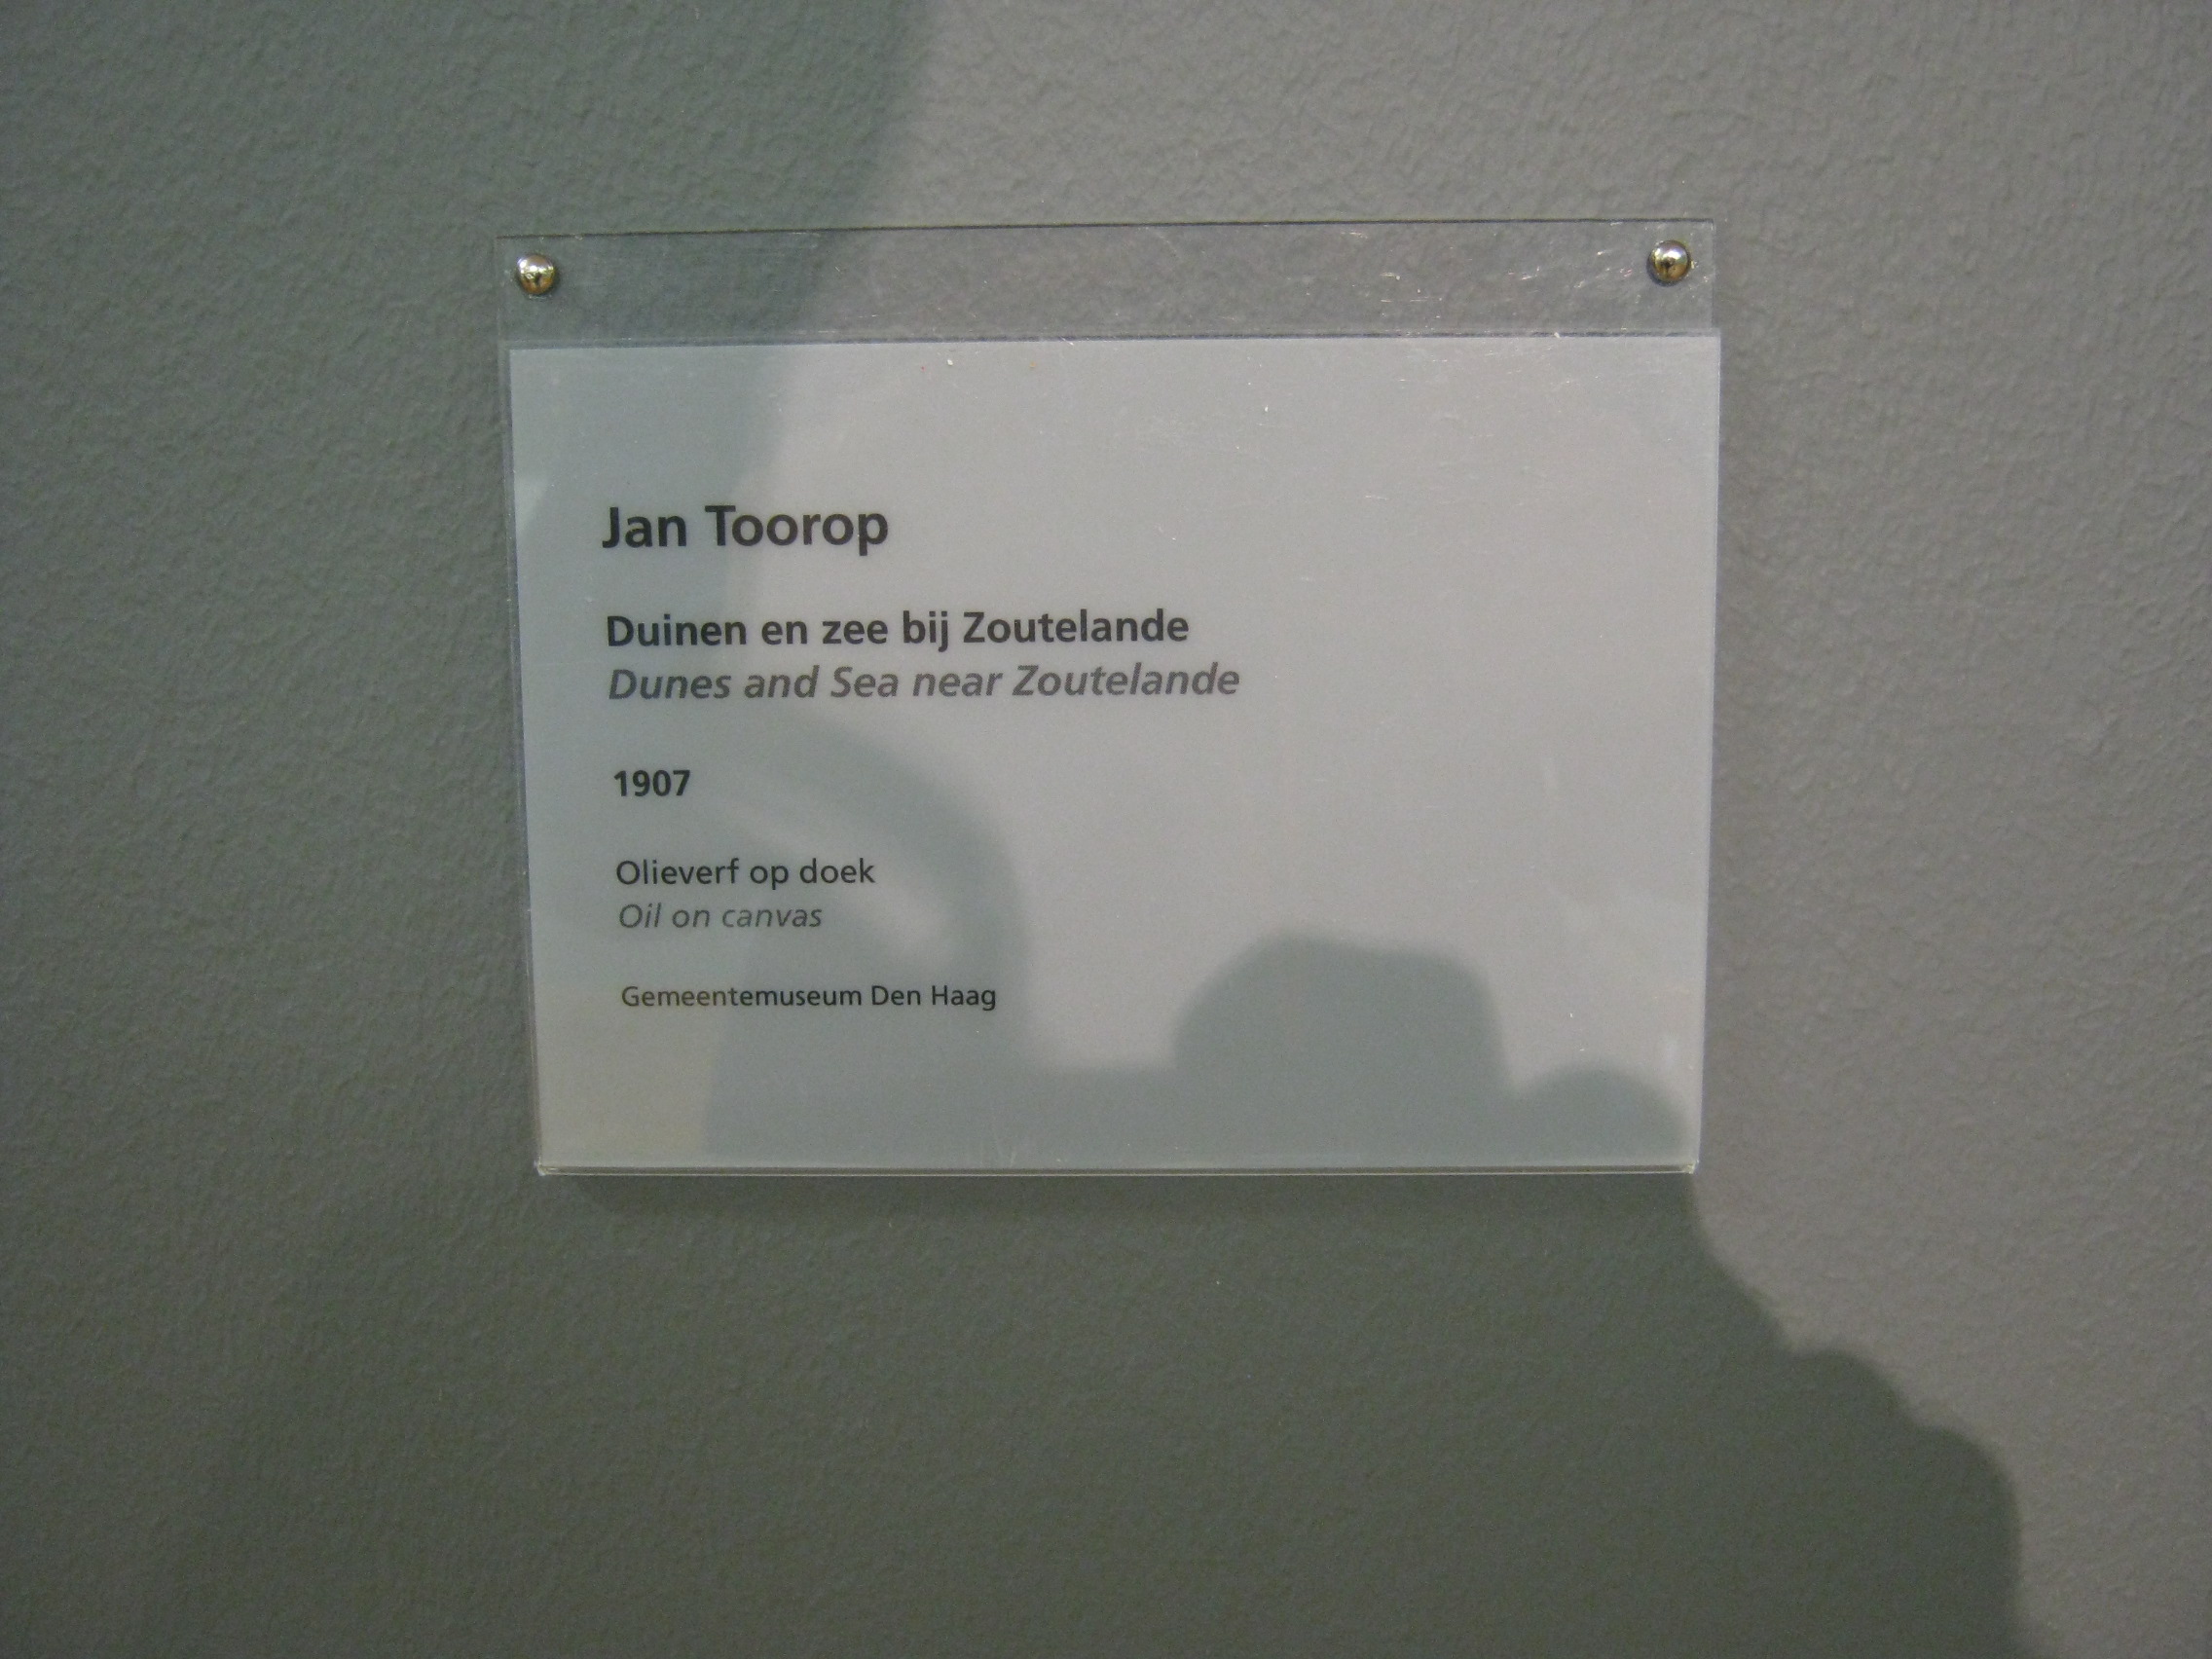 Jan Toorop
Duinen en zee bij Zoutelande
Dunes and Sea near Zoutelande
1907
Olieverf op doek
Oil on canvas
Gemeentemuseum Den Haag